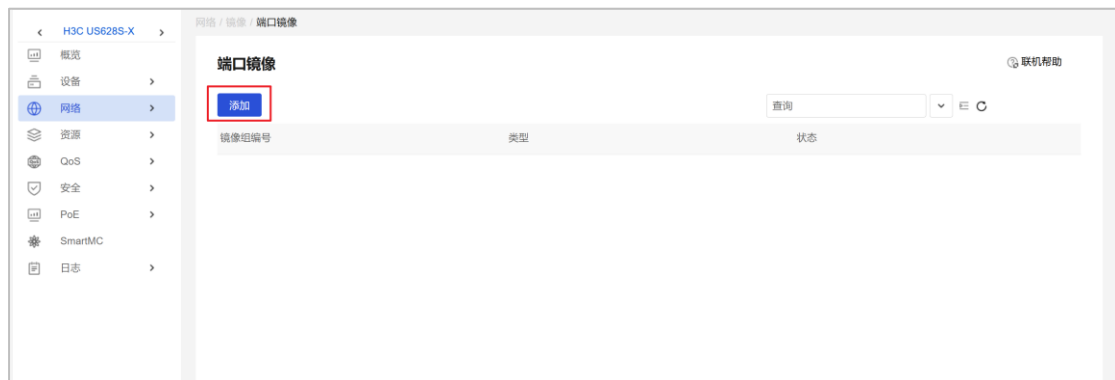 H3C US628S-X
概览
设备
网络
资源
QoS
安全
PoE
SmartMC
日志
网络 / 镜像 / 端口镜像
端口镜像
联机帮助
添加
查询
镜像组编号 类型 状态